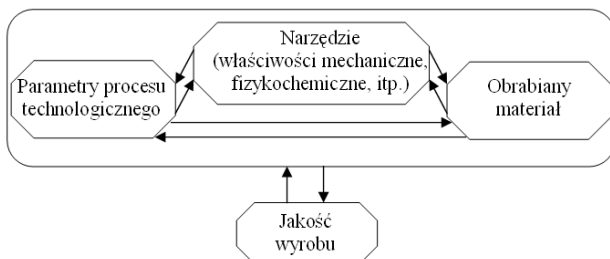 Narzędzie
(właściwości mechaniczne,
fizykochemiczne, itp.)
Parametry procesu
technologicznego
Obrabiany
materiał
Jakość
wyrobu